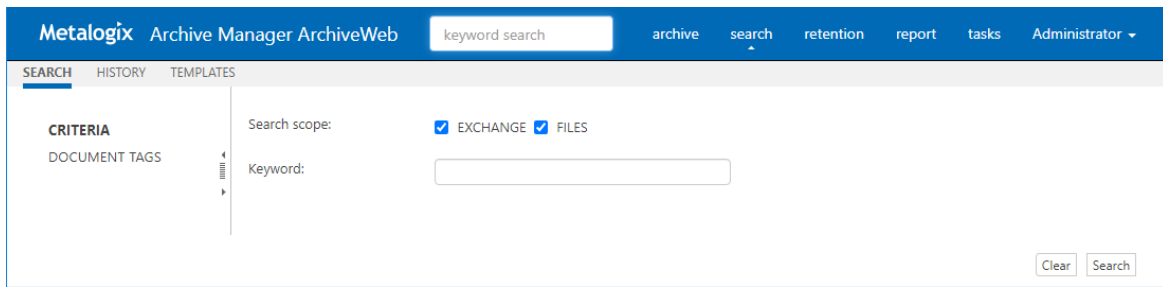 Metalogix Archive Manager ArchiveWeb keyword search archive search retention report tasks Administrator
SEARCH HISTORY TEMPLATES
CRITERIA
DOCUMENT TAGS
Search scope: EXCHANGE FILES
Keyword:
Clear Search